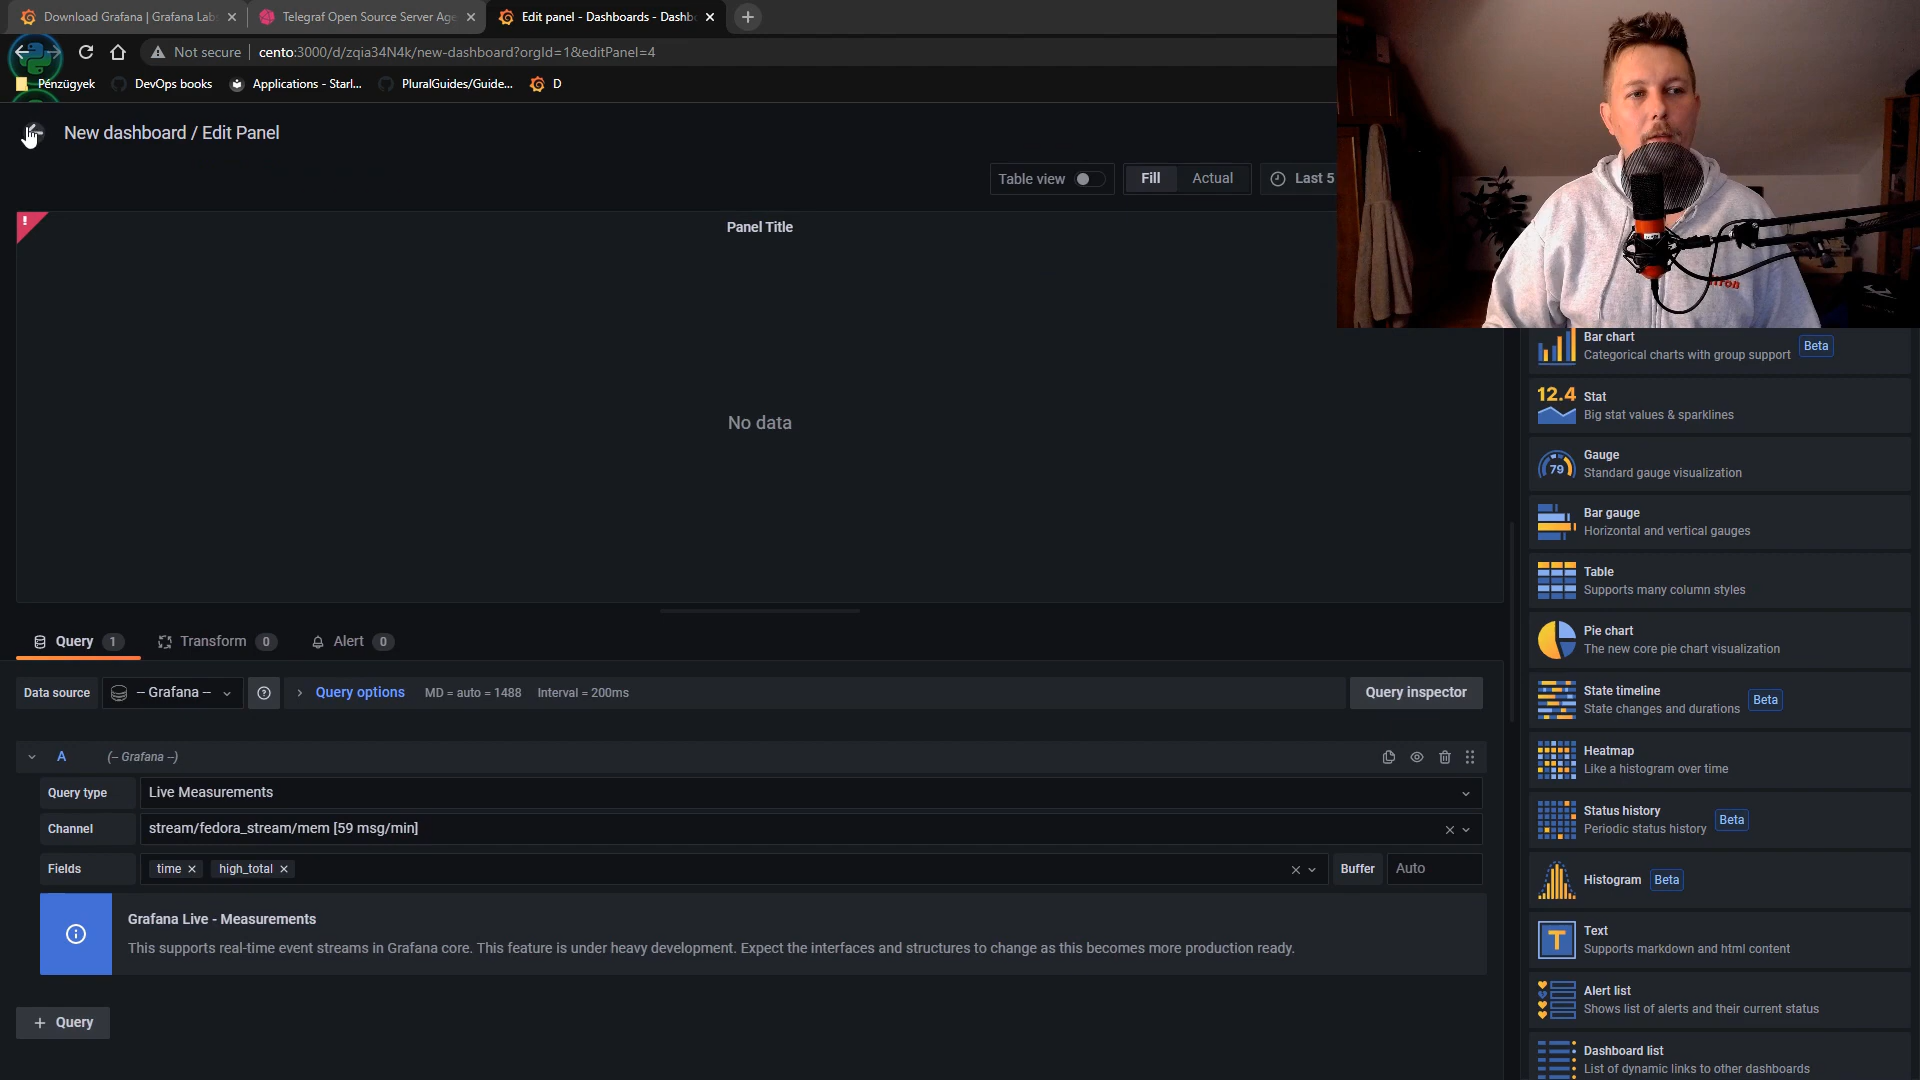 Download Grafana | Grafana Labs
Telegraf Open Source Server Age
Edit panel - Dashboards - Dashb
Not secure
cento:3000/d/zqia34N4k/new-dashboard?orgId=1&editPanel=4
Pénzügyek
DevOps books
Applications - Starl...
PluralGuides/Guide...
D
New dashboard / Edit Panel
Table view
Fill
Actual
Last 5
Panel Title
No data
Query 1
Transform 0
Alert 0
Data source
-- Grafana --
Query options
MD = auto = 1488
Interval = 200ms
Query inspector
A
(-- Grafana --)
Query type
Live Measurements
Channel
stream/fedora_stream/mem [59 msg/min]
Fields
time
high_total
Buffer
Auto
Grafana Live - Measurements
This supports real-time event streams in Grafana core. This feature is under heavy development. Expect the interfaces and structures to change as this becomes more production ready.
+ Query
Bar chart
Categorical charts with group support
Beta
12.4
Stat
Big stat values & sparklines
79
Gauge
Standard gauge visualization
Bar gauge
Horizontal and vertical gauges
Table
Supports many column styles
Pie chart
The new core pie chart visualization
State timeline
State changes and durations
Beta
Heatmap
Like a histogram over time
Status history
Periodic status history
Beta
Histogram
Beta
T
Text
Supports markdown and html content
Alert list
Shows list of alerts and their current status
Dashboard list
List of dynamic links to other dashboards